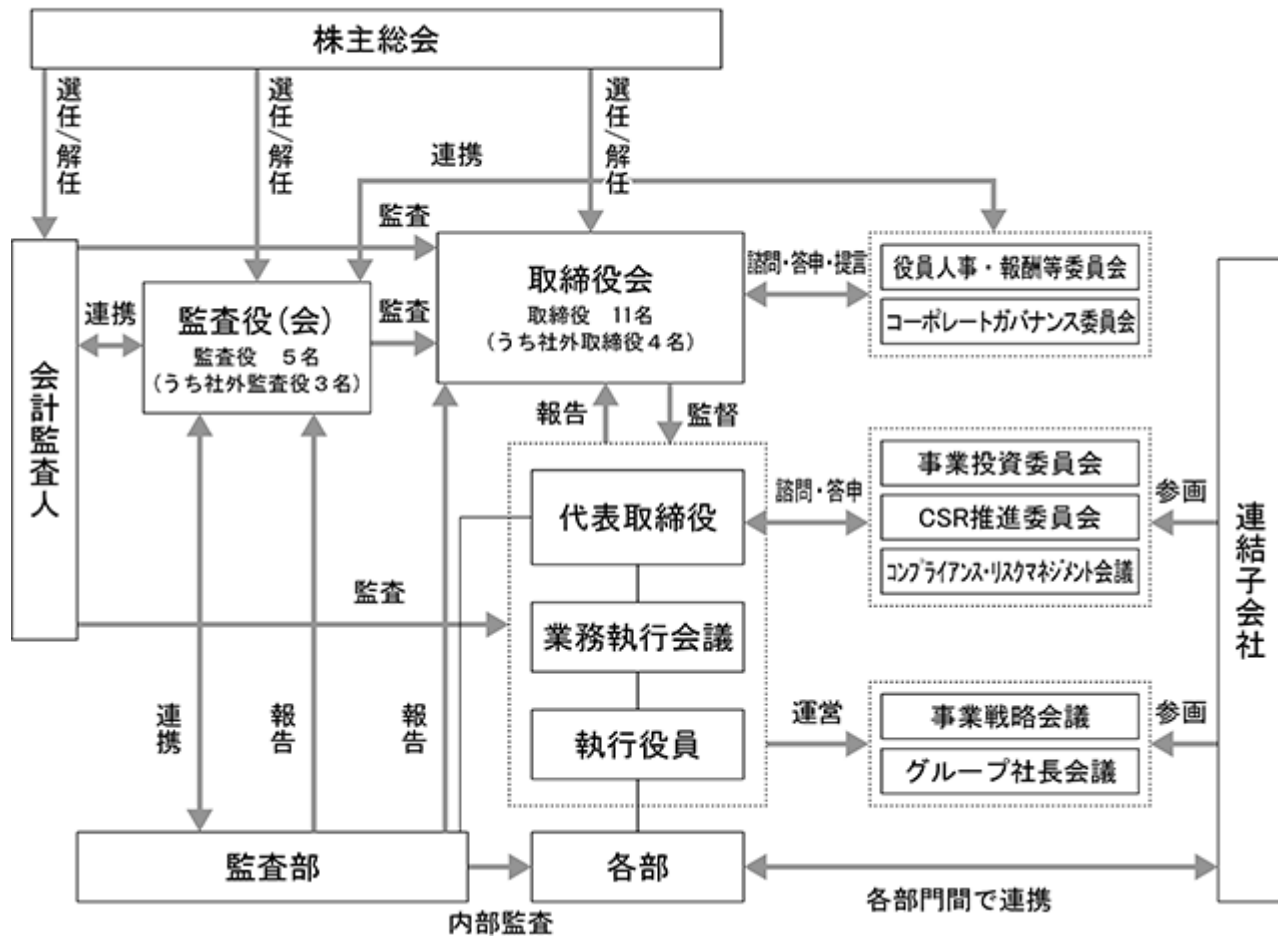 株主総会
選任/解任
選任/解任
選任/解任
連携
監査
会計監査人
連携
監査役(会)
監査役 5名
(うち社外監査役3名)
監査
取締役会
取締役 11名
(うち社外取締役4名)
諮問・答申・提言
役員人事・報酬等委員会
コーポレートガバナンス委員会
連結子会社
報告
監督
代表取締役
諮問・答申
事業投資委員会
CSR推進委員会
コンプライアンス・リスクマネジメント会議
参画
監査
業務執行会議
執行役員
運営
事業戦略会議
グループ社長会議
参画
連携
報告
報告
監査部
内部監査
各部
各部門間で連携